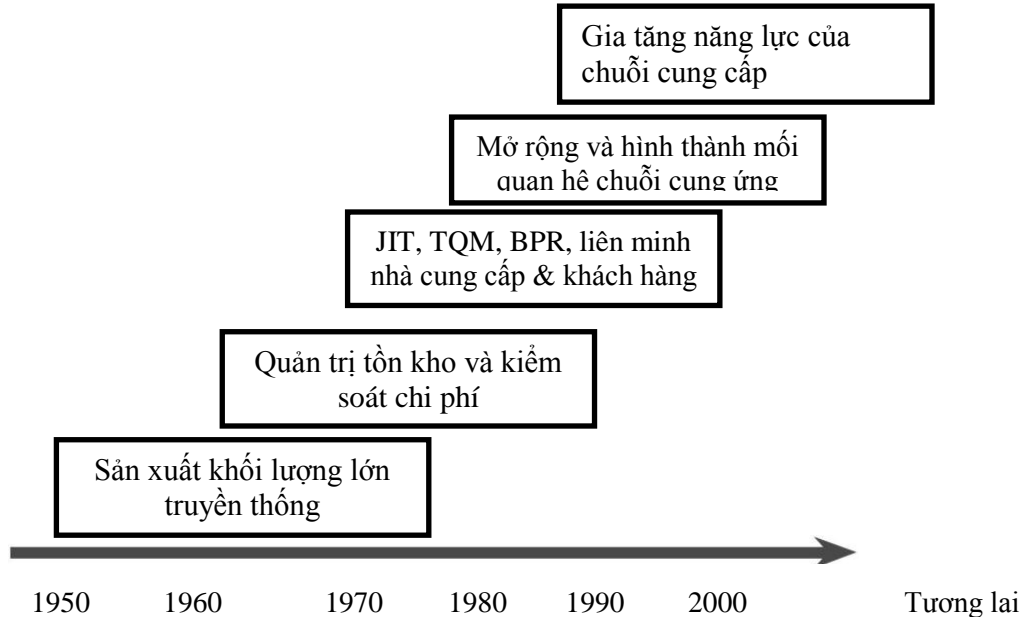 Gia tăng năng lực của
chuỗi cung cấp
Mở rộng và hình thành mối
quan hệ chuỗi cung ứng
JIT, TQM, BPR, liên minh
nhà cung cấp & khách hàng
Quản trị tồn kho và kiểm
soát chi phí
Sản xuất khối lượng lớn
truyền thống
1950 1960 1970 1980 1990 2000 Tương lai